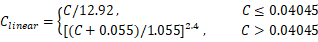 C_linear = { C/12.92 , C ≤ 0.04045
[(C + 0.055)/1.055]^2.4 , C > 0.04045